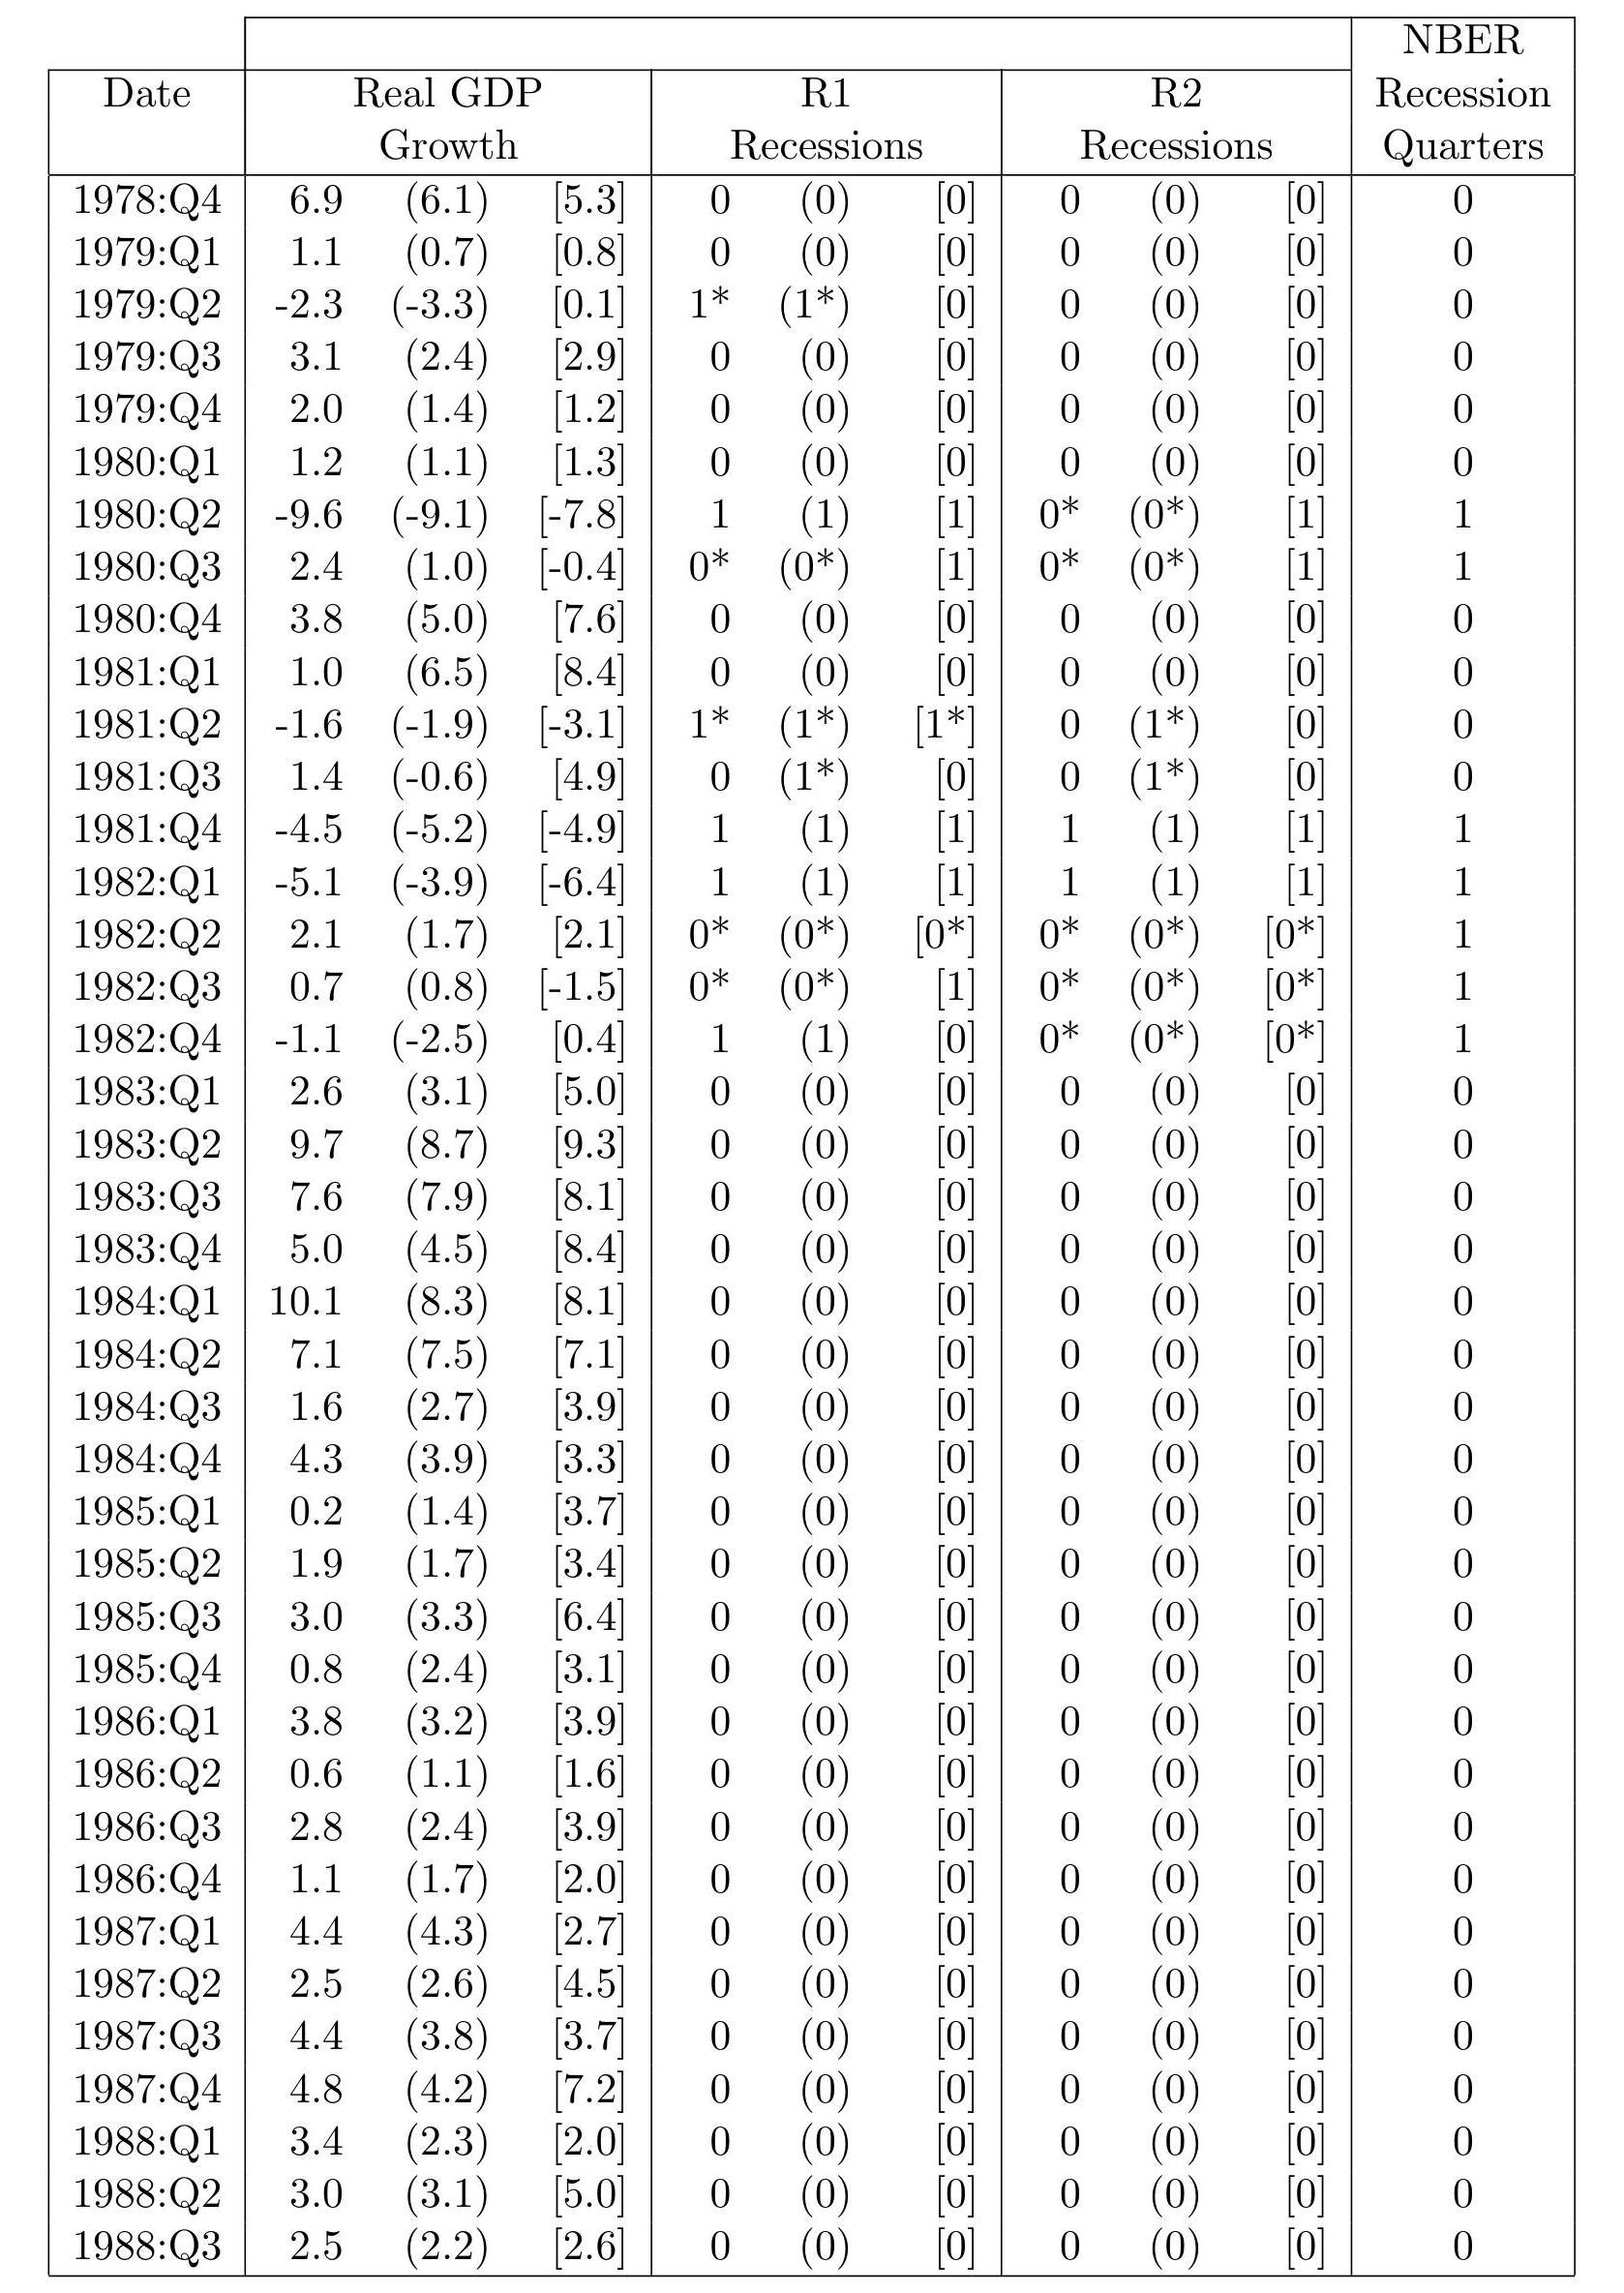 NBER
Date Real GDP R1 R2 Recession
Growth Recessions Recessions Quarters
1978:Q4 6.9 (6.1) [5.3] 0 (0) [0] 0 (0) [0] 0
1979:Q1 1.1 (0.7) [0.8] 0 (0) [0] 0 (0) [0] 0
1979:Q2 -2.3 (-3.3) [0.1] 1* (1*) [0] 0 (0) [0] 0
1979:Q3 3.1 (2.4) [2.9] 0 (0) [0] 0 (0) [0] 0
1979:Q4 2.0 (1.4) [1.2] 0 (0) [0] 0 (0) [0] 0
1980:Q1 1.2 (1.1) [1.3] 0 (0) [0] 0 (0) [0] 0
1980:Q2 -9.6 (-9.1) [-7.8] 1 (1) [1] 0* (0*) [1] 1
1980:Q3 2.4 (1.0) [-0.4] 0* (0*) [1] 0* (0*) [1] 1
1980:Q4 3.8 (5.0) [7.6] 0 (0) [0] 0 (0) [0] 0
1981:Q1 1.0 (6.5) [8.4] 0 (0) [0] 0 (0) [0] 0
1981:Q2 -1.6 (-1.9) [-3.1] 1* (1*) [1*] 0 (1*) [0] 0
1981:Q3 1.4 (-0.6) [4.9] 0 (1*) [0] 0 (1*) [0] 0
1981:Q4 -4.5 (-5.2) [-4.9] 1 (1) [1] 1 (1) [1] 1
1982:Q1 -5.1 (-3.9) [-6.4] 1 (1) [1] 1 (1) [1] 1
1982:Q2 2.1 (1.7) [2.1] 0* (0*) [0*] 0* (0*) [0*] 1
1982:Q3 0.7 (0.8) [-1.5] 0* (0*) [1] 0* (0*) [0*] 1
1982:Q4 -1.1 (-2.5) [0.4] 1 (1) [0] 0* (0*) [0*] 1
1983:Q1 2.6 (3.1) [5.0] 0 (0) [0] 0 (0) [0] 0
1983:Q2 9.7 (8.7) [9.3] 0 (0) [0] 0 (0) [0] 0
1983:Q3 7.6 (7.9) [8.1] 0 (0) [0] 0 (0) [0] 0
1983:Q4 5.0 (4.5) [8.4] 0 (0) [0] 0 (0) [0] 0
1984:Q1 10.1 (8.3) [8.1] 0 (0) [0] 0 (0) [0] 0
1984:Q2 7.1 (7.5) [7.1] 0 (0) [0] 0 (0) [0] 0
1984:Q3 1.6 (2.7) [3.9] 0 (0) [0] 0 (0) [0] 0
1984:Q4 4.3 (3.9) [3.3] 0 (0) [0] 0 (0) [0] 0
1985:Q1 0.2 (1.4) [3.7] 0 (0) [0] 0 (0) [0] 0
1985:Q2 1.9 (1.7) [3.4] 0 (0) [0] 0 (0) [0] 0
1985:Q3 3.0 (3.3) [6.4] 0 (0) [0] 0 (0) [0] 0
1985:Q4 0.8 (2.4) [3.1] 0 (0) [0] 0 (0) [0] 0
1986:Q1 3.8 (3.2) [3.9] 0 (0) [0] 0 (0) [0] 0
1986:Q2 0.6 (1.1) [1.6] 0 (0) [0] 0 (0) [0] 0
1986:Q3 2.8 (2.4) [3.9] 0 (0) [0] 0 (0) [0] 0
1986:Q4 1.1 (1.7) [2.0] 0 (0) [0] 0 (0) [0] 0
1987:Q1 4.4 (4.3) [2.7] 0 (0) [0] 0 (0) [0] 0
1987:Q2 2.5 (2.6) [4.5] 0 (0) [0] 0 (0) [0] 0
1987:Q3 4.4 (3.8) [3.7] 0 (0) [0] 0 (0) [0] 0
1987:Q4 4.8 (4.2) [7.2] 0 (0) [0] 0 (0) [0] 0
1988:Q1 3.4 (2.3) [2.0] 0 (0) [0] 0 (0) [0] 0
1988:Q2 3.0 (3.1) [5.0] 0 (0) [0] 0 (0) [0] 0
1988:Q3 2.5 (2.2) [2.6] 0 (0) [0] 0 (0) [0] 0